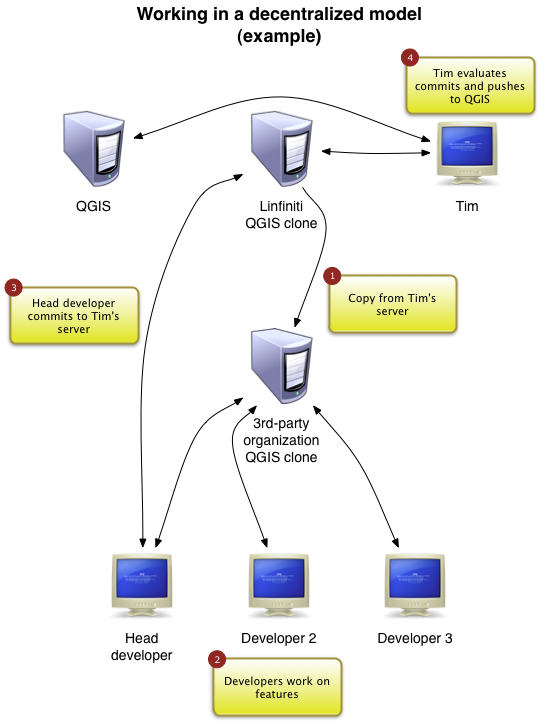 Working in a decentralized model
(example)
4
Tim evaluates
commits and pushes
to QGIS
QGIS
Linfiniti
QGIS clone
Tim
3
Head developer
commits to Tim's
server
1
Copy from Tim's
server
3rd-party
organization
QGIS clone
Head
developer
Developer 2
Developer 3
2
Developers work on
features